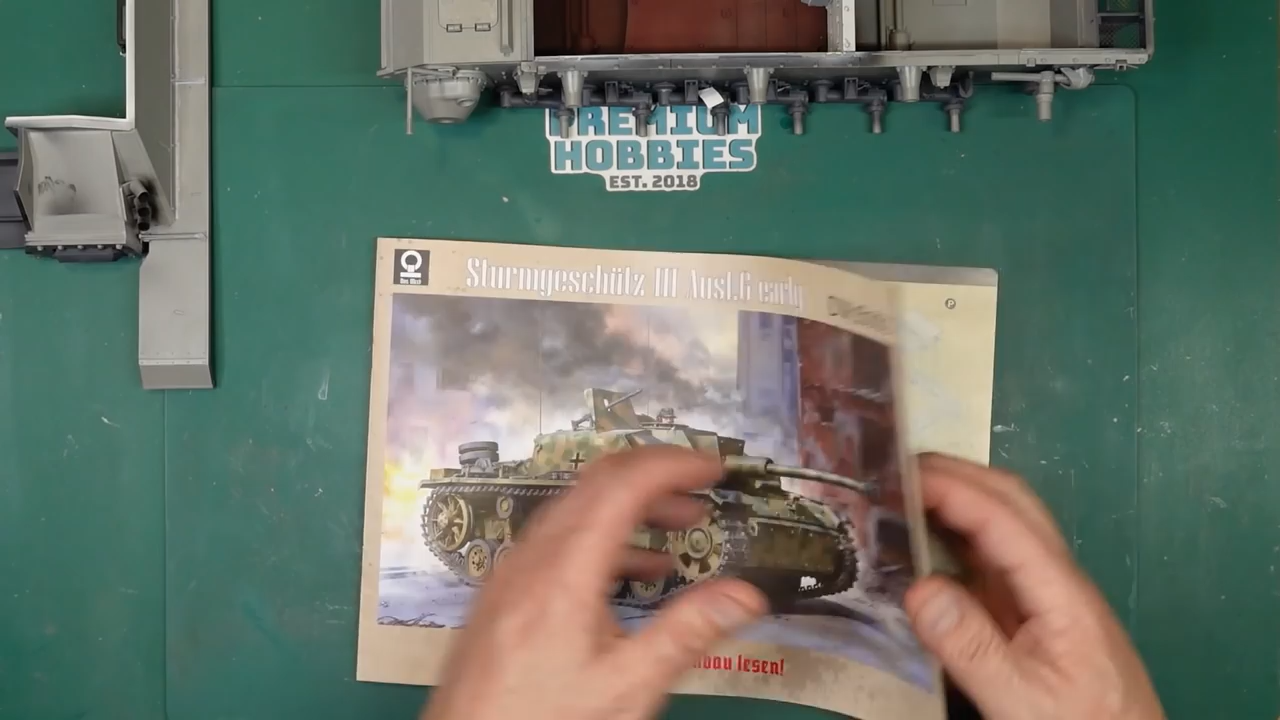 PREMIUM
HOBBIES
EST. 2018
Sturmgeschütz III Ausf.G early
P
lesen!